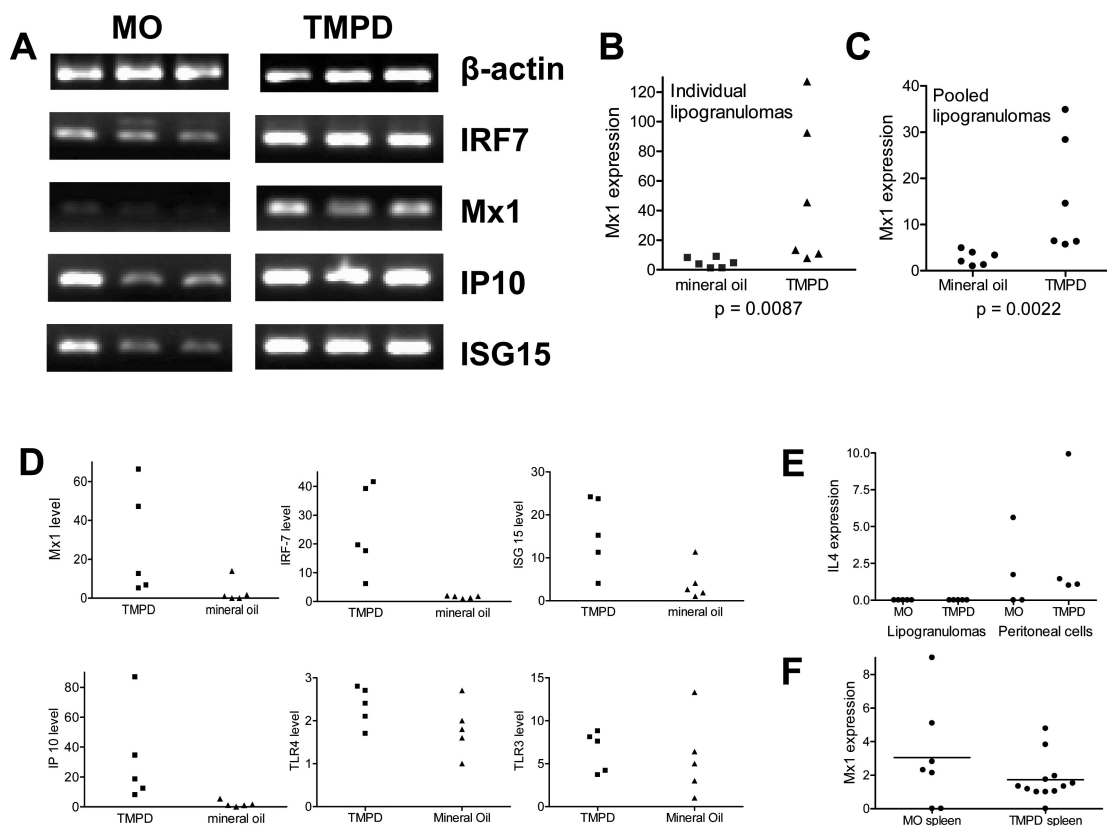 A
MO TMPD
β-actin
IRF7
Mx1
IP10
ISG15
B
Individual
lipogranulomas
Mx1 expression
120
100
80
60
40
20
0
mineral oil TMPD
p = 0.0087
C
Pooled
lipogranulomas
Mx1 expression
40
30
20
10
0
Mineral oil TMPD
p = 0.0022
D
Mx1 level
60
40
20
0
TMPD mineral oil
IRF-7 level
40
30
20
10
0
TMPD mineral oil
ISG 15 level
30
20
10
0
TMPD mineral oil
IP 10 level
80
60
40
20
0
TMPD mineral oil
TLR4 level
3
2
1
0
TMPD Mineral Oil
TLR3 level
15
10
5
0
TMPD Mineral Oil
E
IL4 expression
10.0
7.5
5.0
2.5
0.0
MO TMPD MO TMPD
Lipogranulomas Peritoneal cells
F
Mx1 expression
8
6
4
2
0
MO spleen TMPD spleen